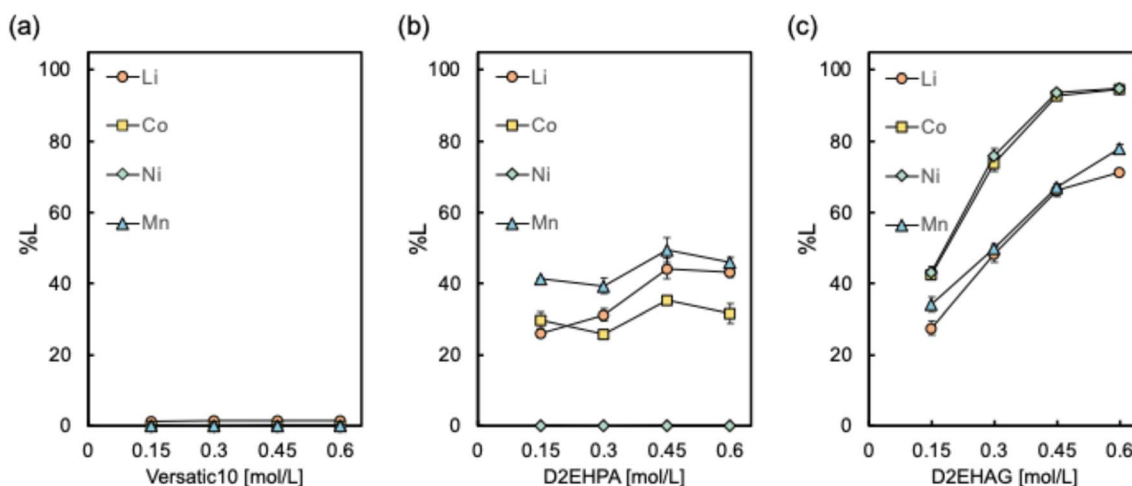 (a)
100
80
60
40
20
0
%L
Li
Co
Ni
Mn
0 0.15 0.3 0.45 0.6
Versatic10 [mol/L]
(b)
100
80
60
40
20
0
%L
Li
Co
Ni
Mn
0 0.15 0.3 0.45 0.6
D2EHPA [mol/L]
(c)
100
80
60
40
20
0
%L
Li
Co
Ni
Mn
0 0.15 0.3 0.45 0.6
D2EHAG [mol/L]